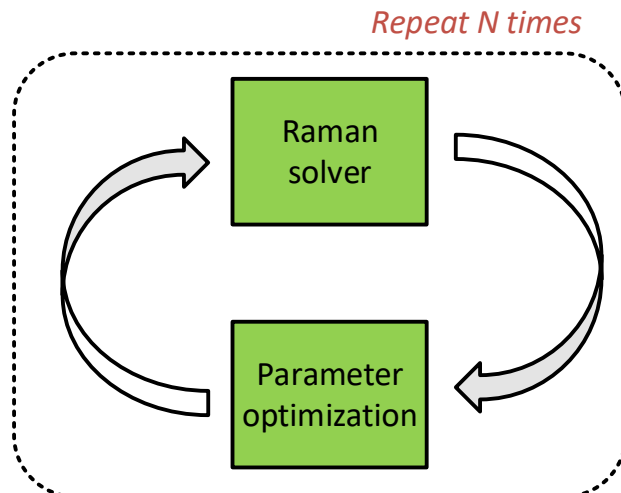 Repeat N times
Raman
solver
Parameter
optimization